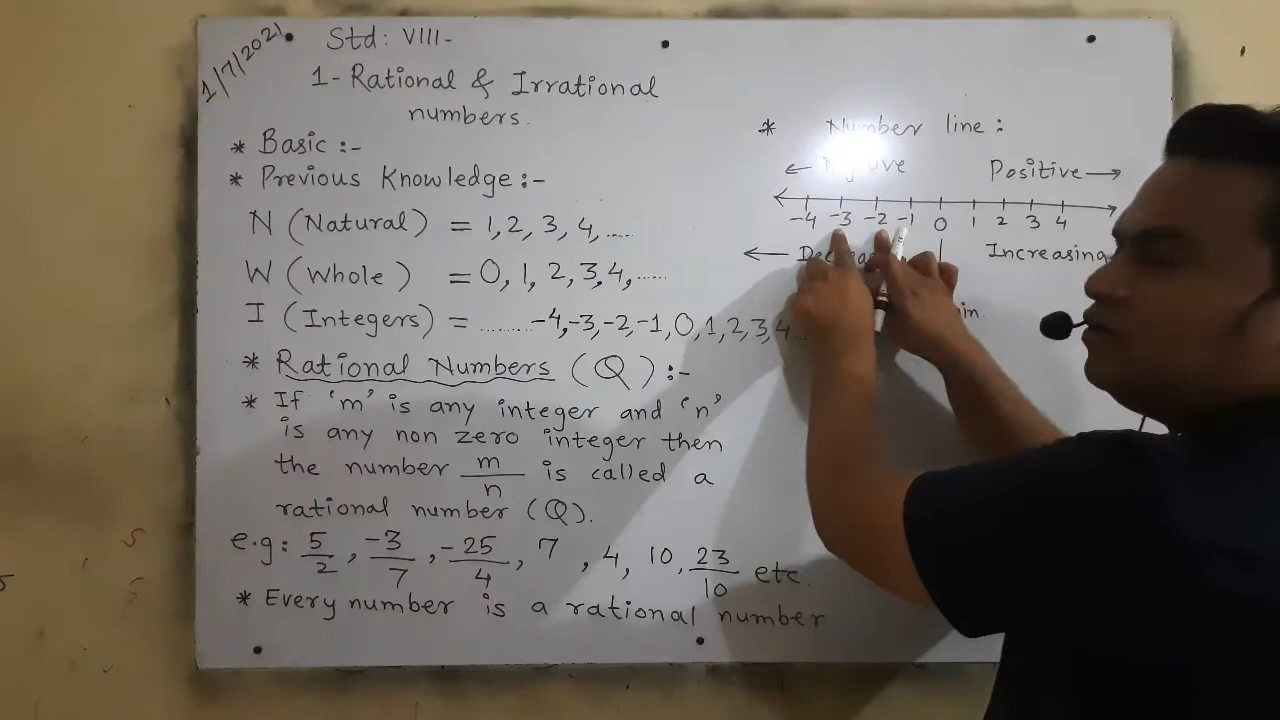 1/7/2021
Std: VIII-
1- Rational & Irrational
numbers.
* Basic :-
* Previous Knowledge :-
N (Natural) = 1, 2, 3, 4, ......
W (Whole) = 0, 1, 2, 3, 4, ......
I (Integers) = ........ -4, -3, -2, -1, 0, 1, 2, 3, 4 ...
* Rational Numbers (Q) :-
* If 'm' is any integer and 'n'
is any non zero integer then
the number m/n is called a
rational number (Q).
e.g: 5/2, -3/7, -25/4, 7, 4, 10, 23/10 etc.
* Every number is a rational number
* Number line :
← Positive →
-4 -3 -2 -1 0 1 2 3 4
← Increasing
5
5
5